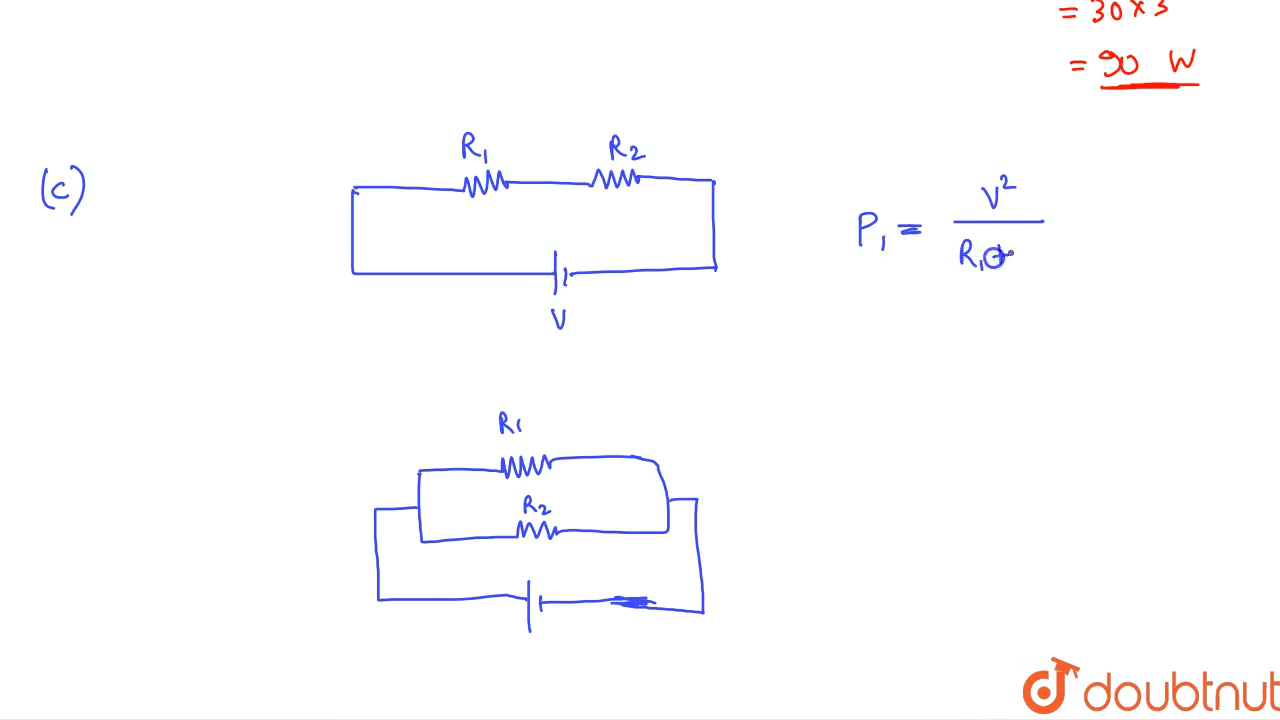 = 30 x 3
= 90 W
(c)
R1 R2
V
P1 = V²
R1 +
R1
R2
doubtnut